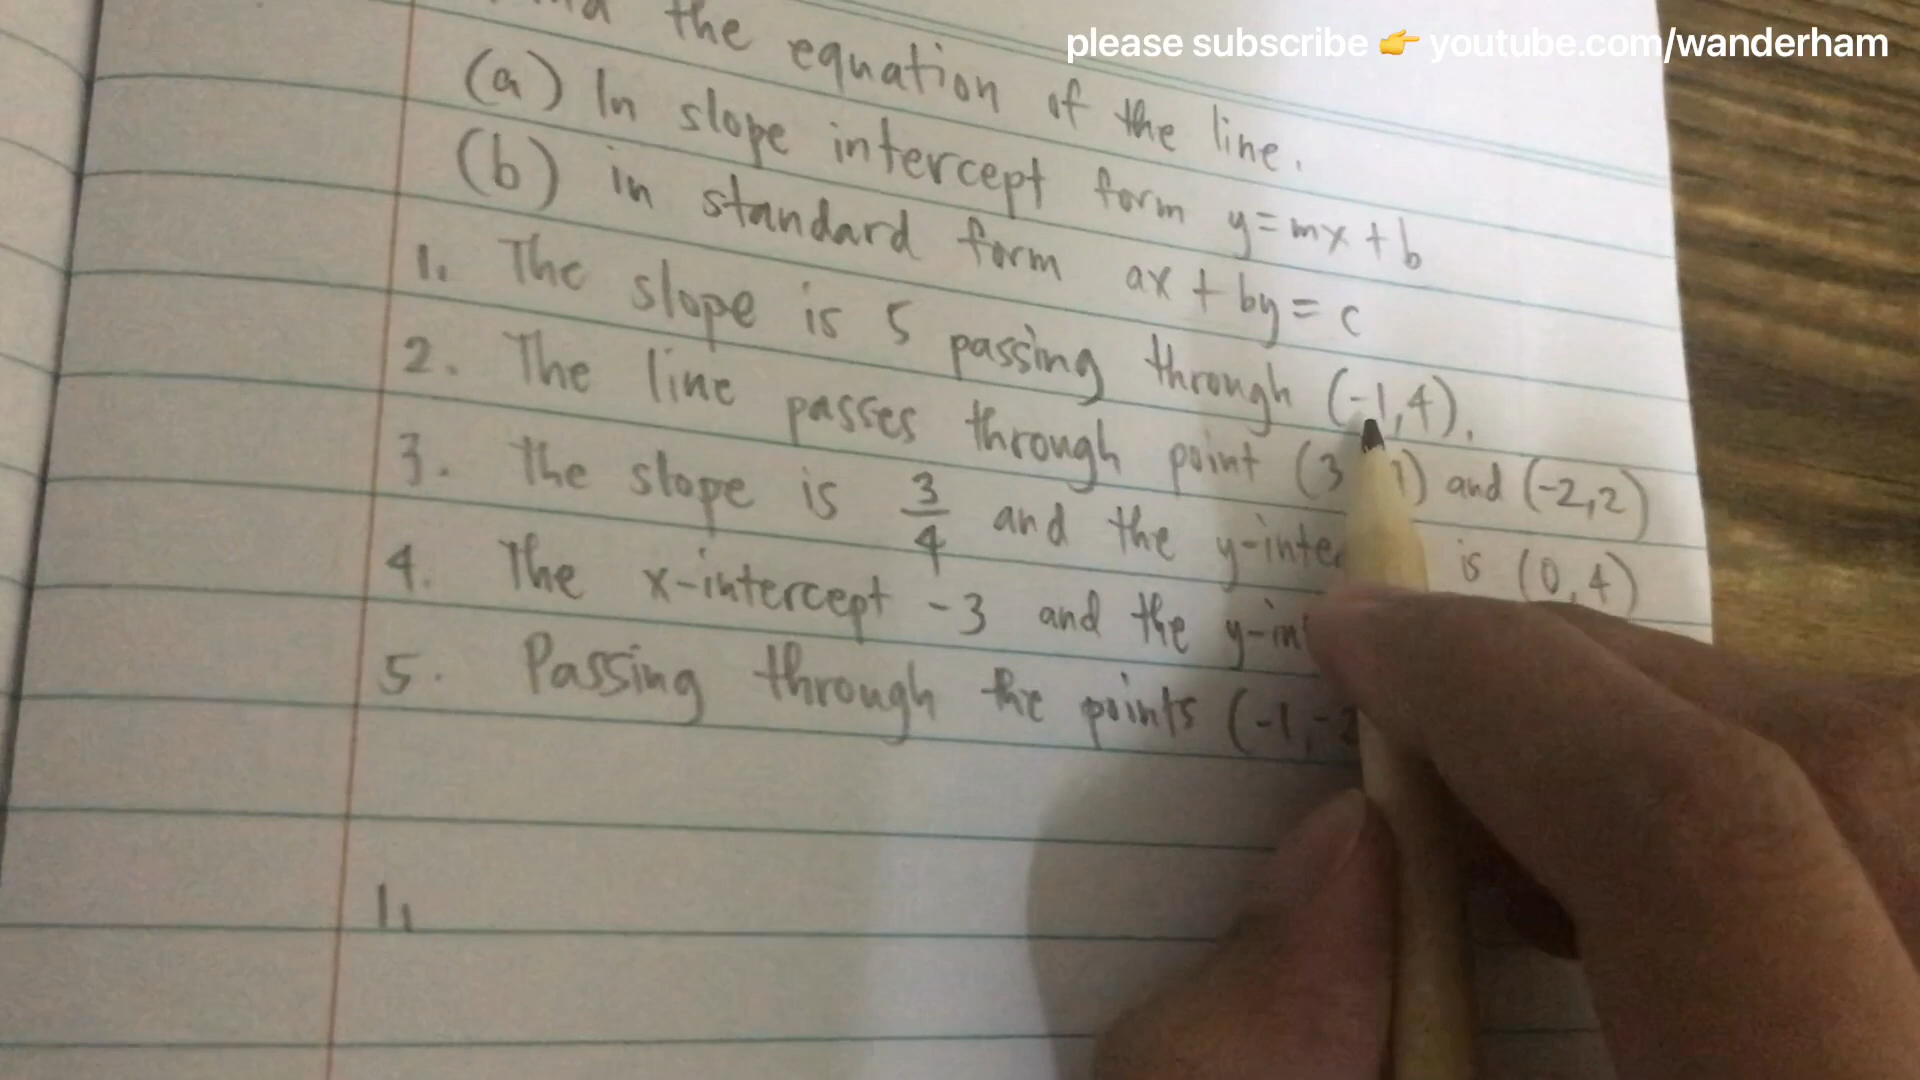 please subscribe 👉 youtube.com/wanderham
the equation of the line.
(a) In slope intercept form y=mx+b
(b) in standard form ax+by=c
1. The slope is 5 passing through (-1,4).
2. The line passes through point (3 1) and (-2,2)
3. The slope is 3/4 and the y-inte is (0,4)
4. The x-intercept -3 and the y-in
5. Passing through the points (-1,-2
1.